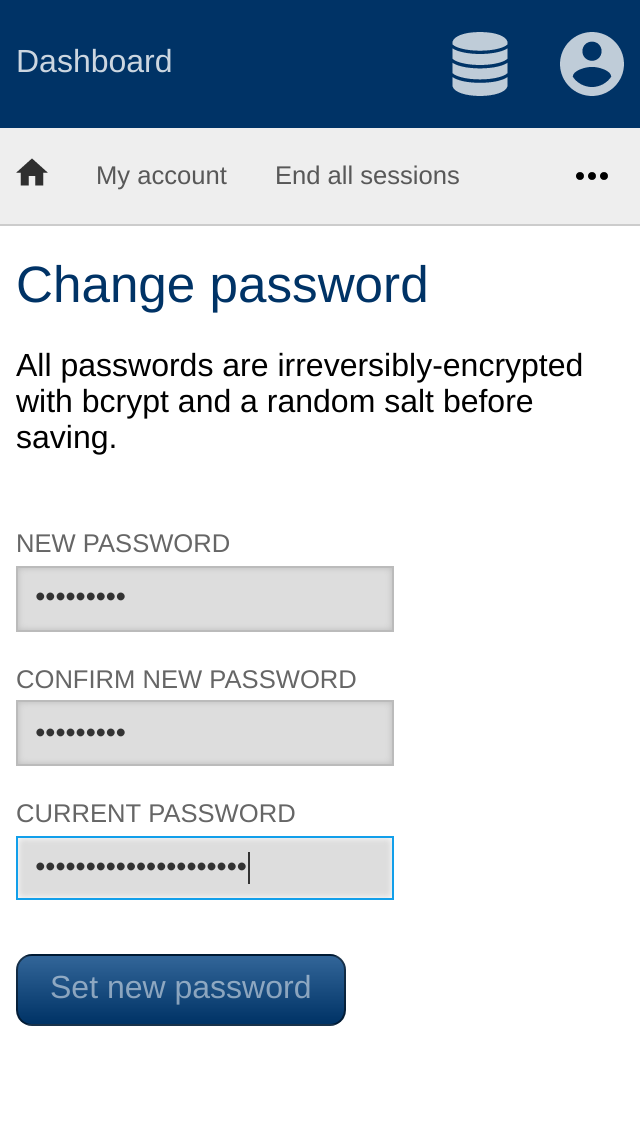 Dashboard
My account End all sessions •••
Change password
All passwords are irreversibly-encrypted
with bcrypt and a random salt before
saving.
NEW PASSWORD
•••••••••
CONFIRM NEW PASSWORD
•••••••••
CURRENT PASSWORD
•••••••••••••••••••••
Set new password